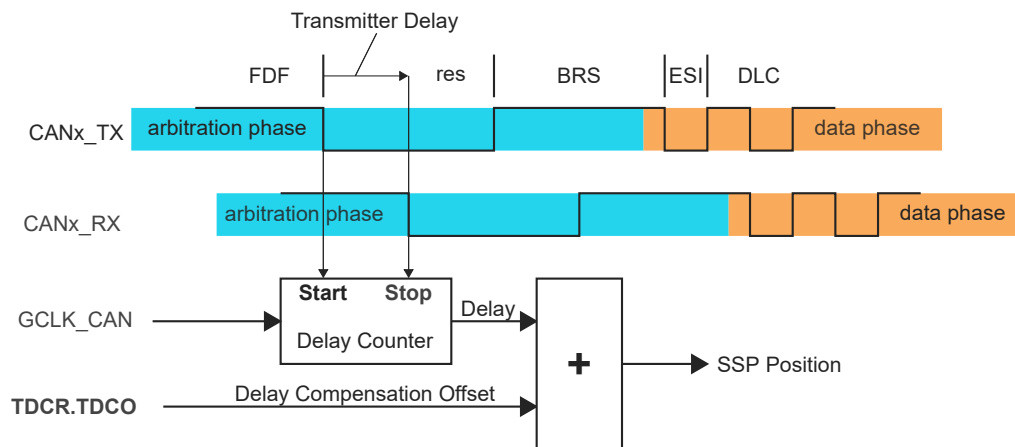 Transmitter Delay
FDF res BRS ESI DLC
CANx_TX arbitration phase data phase
CANx_RX arbitration phase data phase
Start Stop
GCLK_CAN Delay Counter Delay
+ SSP Position
TDCR.TDCO Delay Compensation Offset